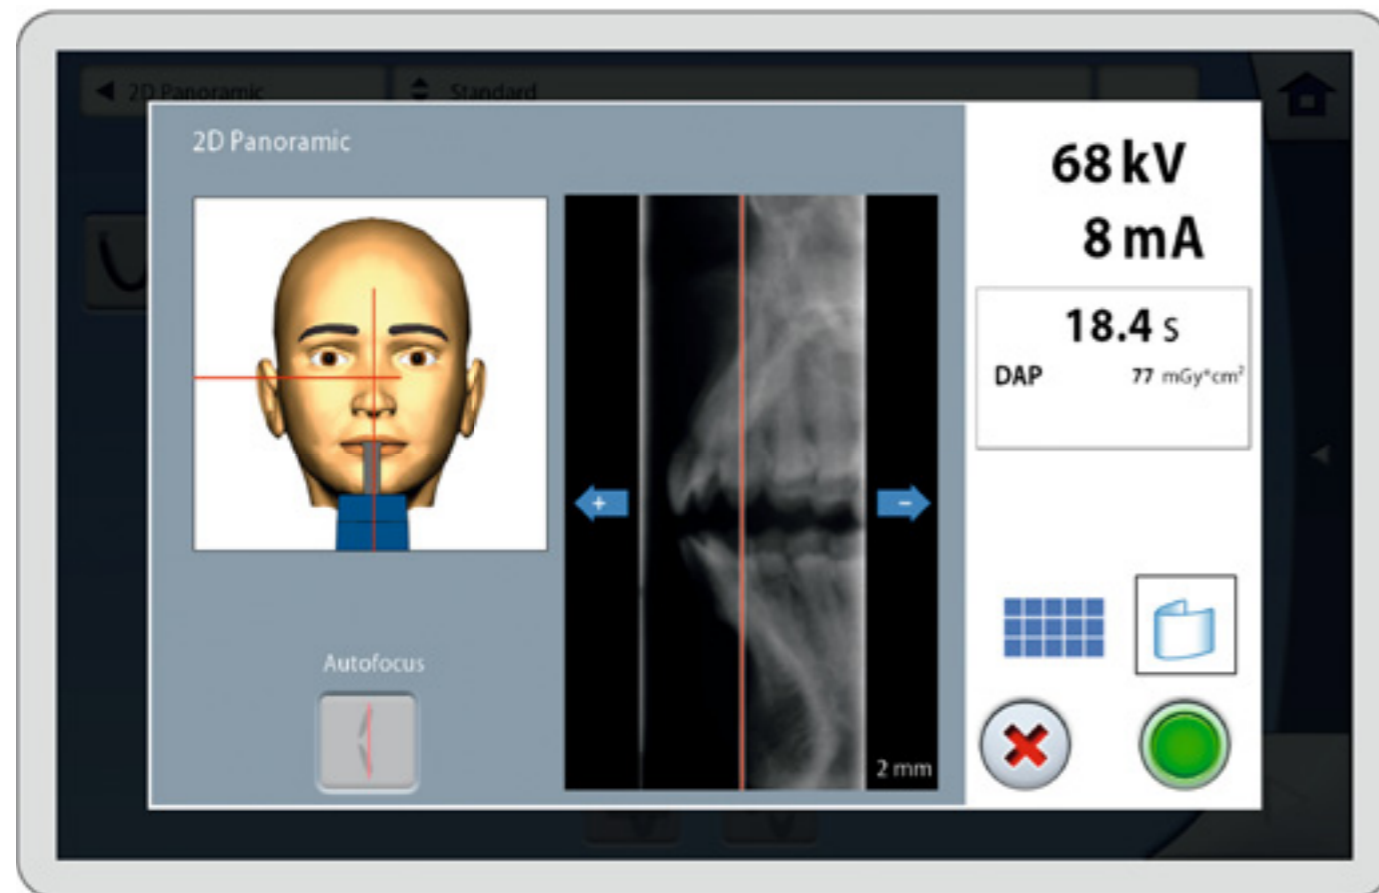 2D Panoramic
Standard
2D Panoramic
68 kV
8 mA
18.4 s
DAP 77 mGy*cm²
+
-
Autofocus
2 mm